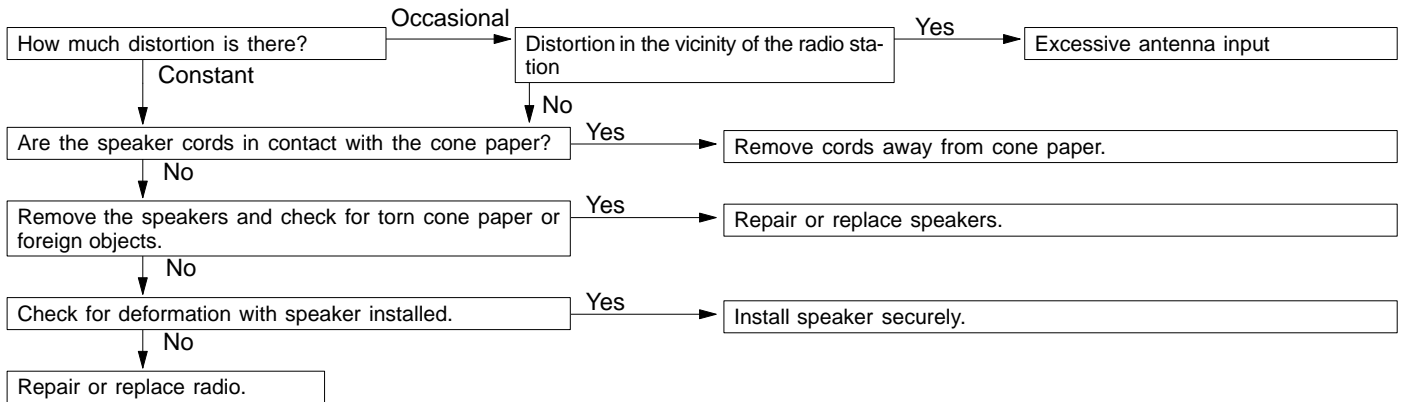 Occasional
How much distortion is there?
Distortion in the vicinity of the radio sta-
tion
Yes
Excessive antenna input
Constant
No
Are the speaker cords in contact with the cone paper?
Yes
Remove cords away from cone paper.
No
Remove the speakers and check for torn cone paper or
foreign objects.
Yes
Repair or replace speakers.
No
Check for deformation with speaker installed.
Yes
Install speaker securely.
No
Repair or replace radio.